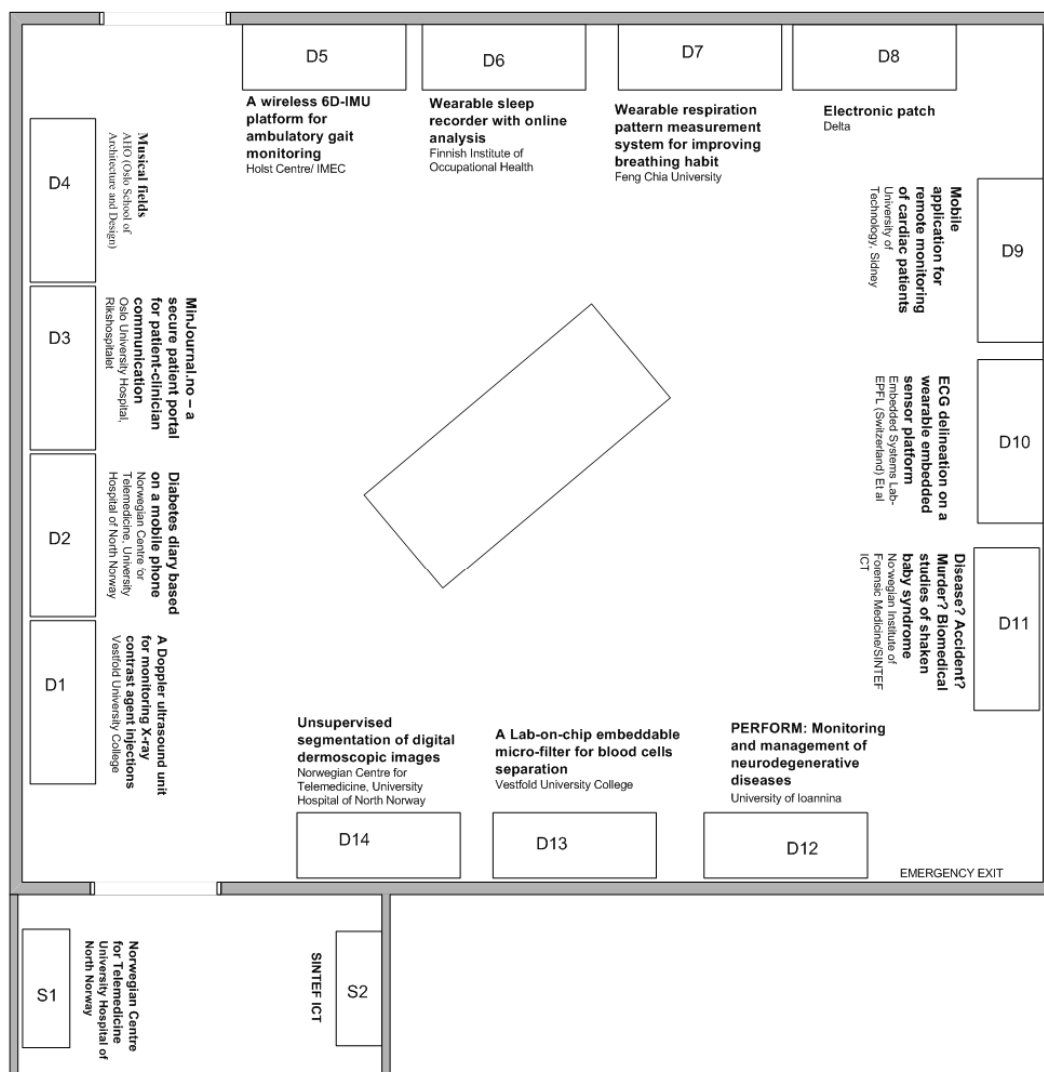 D5
A wireless 6D-IMU
platform for
ambulatory gait
monitoring
Holst Centre/ IMEC
D6
Wearable sleep
recorder with online
analysis
Finnish Institute of
Occupational Health
D7
Wearable respiration
pattern measurement
system for improving
breathing habit
Feng Chia University
D8
Electronic patch
Delta
D4
Musical fields
AHO (Oslo School of
Architecture and Design)
D3
MinJournal.no – a
secure patient portal
for patient-clinician
communication
Oslo University Hospital,
Rikshospitalet
D2
Diabetes diary based
on a mobile phone
Norwegian Centre 'or
Telemedicine, University
Hospital of North Norway
D1
A Doppler ultrasound unit
for monitoring X-ray
contrast agent injections
Vestfold University College
D9
Mobile
application for
remote monitoring
of cardiac patients
University of
Technology, Sidney
D10
ECG delineation on a
wearable embedded
sensor platform
Embedded Systems Lab-
EPFL (Switzerland) Et al
D11
Disease? Accident?
Murder? Biomedical
studies of shaken
baby syndrome
Norwegian Institute of
Forensic Medicine/SINTEF
ICT
Unsupervised
segmentation of digital
dermoscopic images
Norwegian Centre for
Telemedicine, University
Hospital of North Norway
D14
A Lab-on-chip embeddable
micro-filter for blood cells
separation
Vestfold University College
D13
PERFORM: Monitoring
and management of
neurodegenerative
diseases
University of Ioannina
D12
EMERGENCY EXIT
S1
Norwegian Centre
for Telemedicine
University Hospital of
North Norway
SINTEF ICT
S2